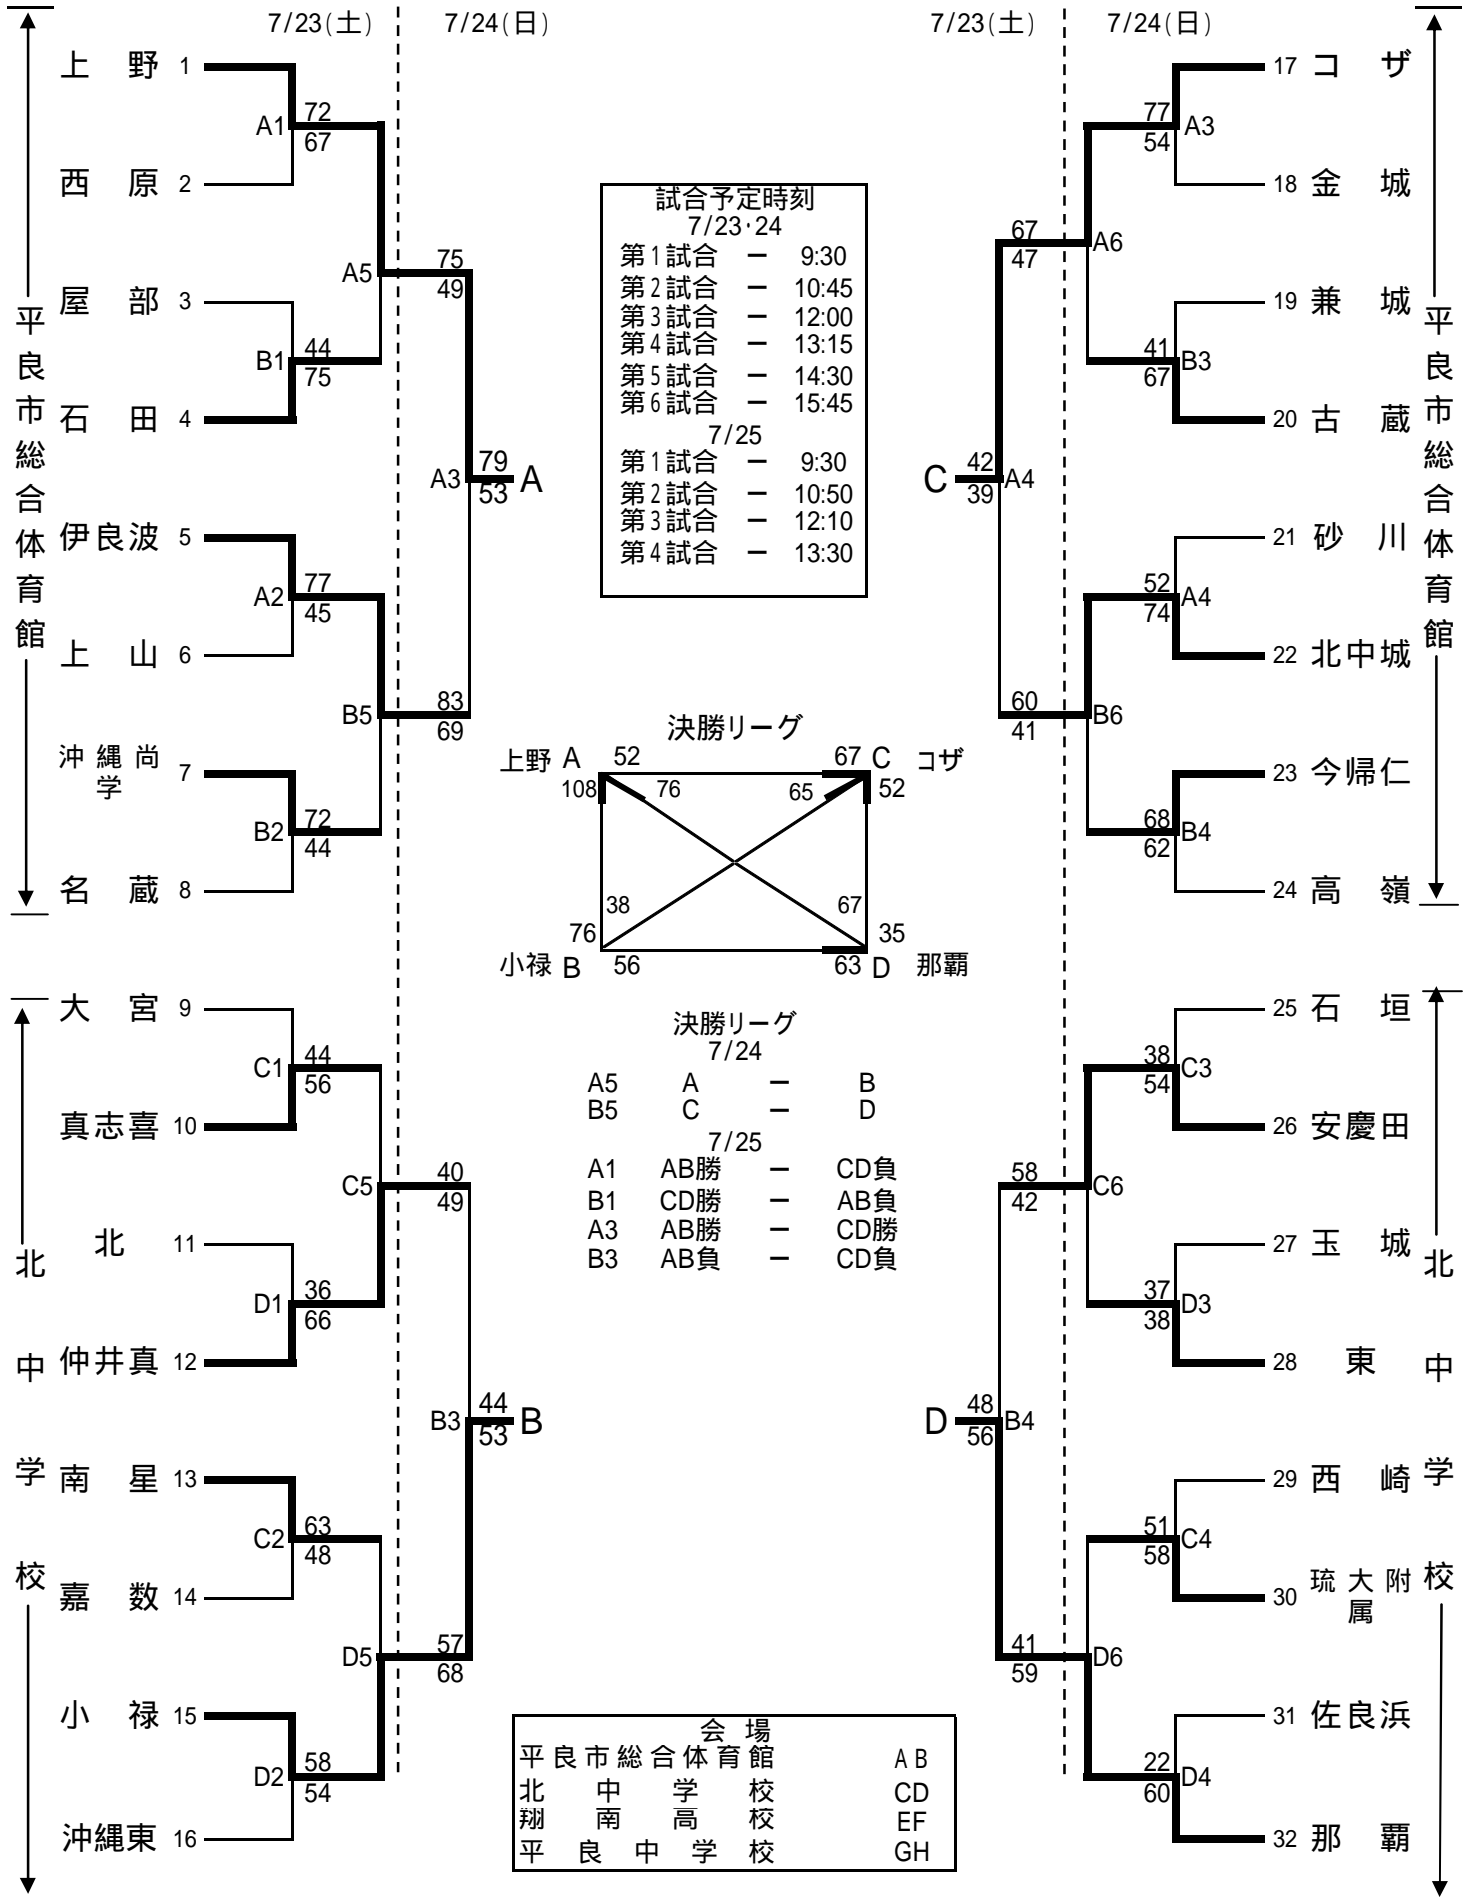 7/23(土) 7/24(日) 7/23(土) 7/24(日)
平良市総合体育館
北中学校
上野 1
A1 72
67
西原 2
A5 75
49
屋部 3
B1 44
75
石田 4
A3 79 A
53
伊良波 5
A2 77
45
上山 6
B5 83
69
沖縄尚
学 7
B2 72
44
名蔵 8
大宮 9
C1 44
56
真志喜 10
C5 40
49
北 11
D1 36
66
仲井真 12
B3 44 B
53
南星 13
C2 63
48
嘉数 14
D5 57
68
小禄 15
D2 58
54
沖縄東 16
試合予定時刻
7/23・24
第1試合 ー 9:30
第2試合 ー 10:45
第3試合 ー 12:00
第4試合 ー 13:15
第5試合 ー 14:30
第6試合 ー 15:45
7/25
第1試合 ー 9:30
第2試合 ー 10:50
第3試合 ー 12:10
第4試合 ー 13:30
決勝リーグ
上野 A 52 67 C コザ
108 76 65 52
38 67
76 35
小禄 B 56 63 D 那覇
決勝リーグ
7/24
A5 A ー B
B5 C ー D
7/25
A1 AB勝 ー CD負
B1 CD勝 ー AB負
A3 AB勝 ー CD勝
B3 AB負 ー CD負
会場
平良市総合体育館 AB
北中学校 CD
翔南高校 EF
平良中学校 GH
17 コザ
77 A3
54
18 金城
67 A6
47
19 兼城
41 B3
67
20 古蔵
C 42 A4
39
21 砂川
52 A4
74
22 北中城
60 B6
41
23 今帰仁
68 B4
62
24 高嶺
25 石垣
38 C3
54
26 安慶田
58 C6
42
27 玉城
37 D3
38
28 東
D 48 B4
56
29 西崎
51 C4
58
30 琉大附
属
41 D6
59
31 佐良浜
22 D4
60
32 那覇
平良市総合体育館
北中学校